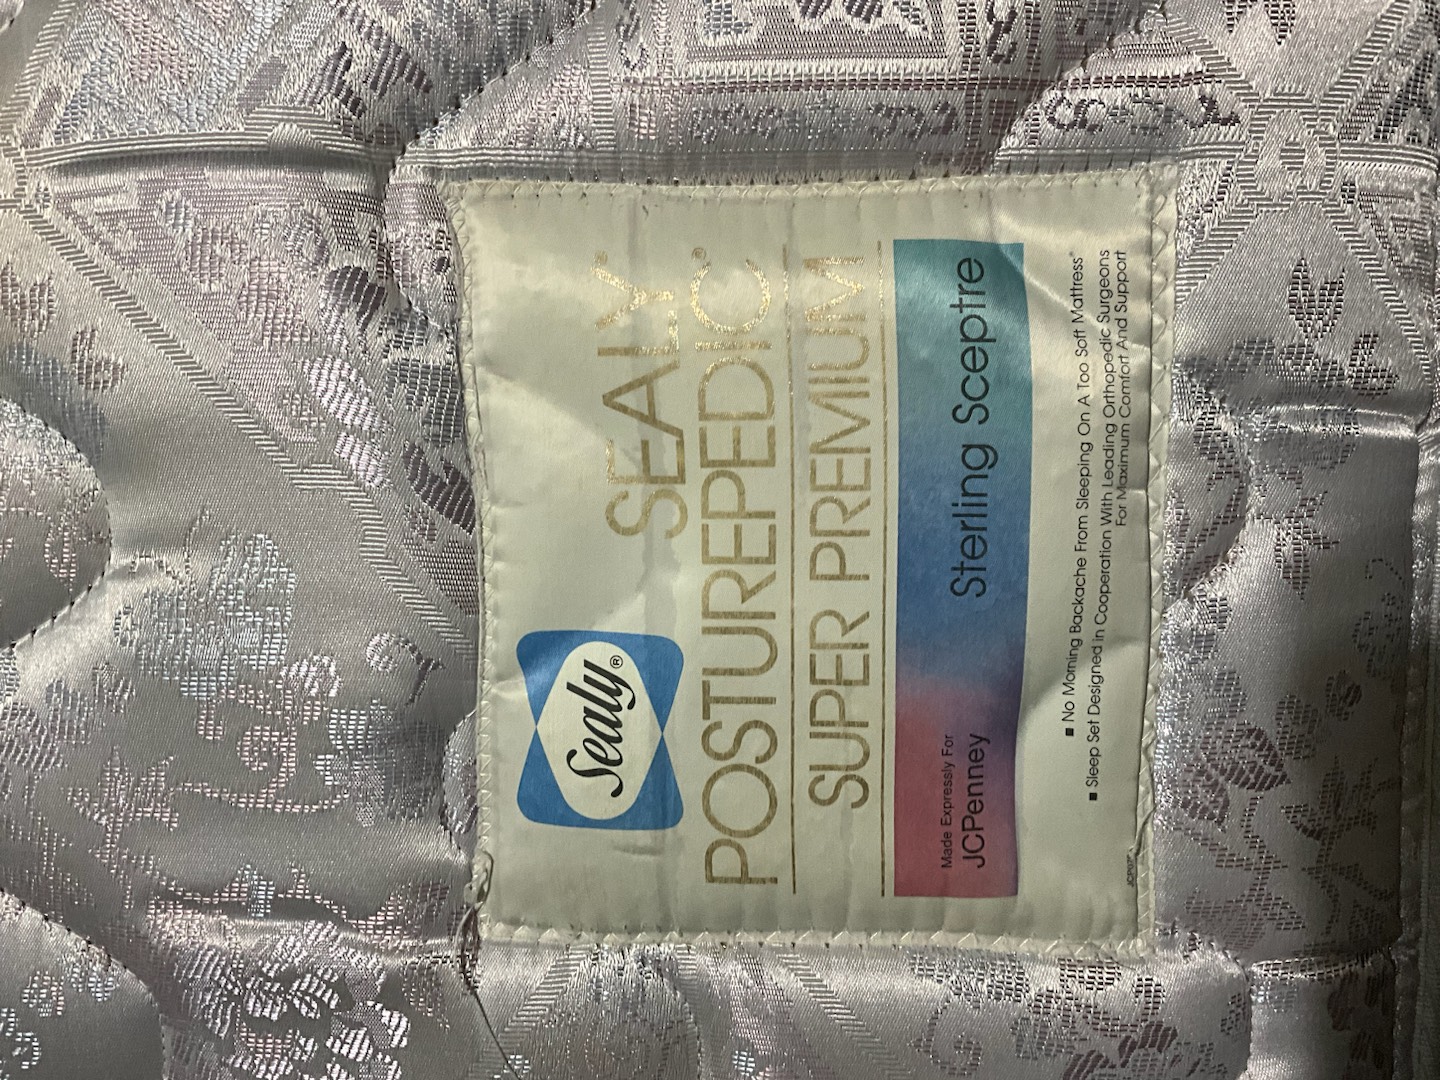 Sealy®
SEALY®
POSTUREPEDIC®
SUPER PREMIUM
Made Expressly For
JCPenney
Sterling Sceptre
■ No Morning Backache From Sleeping On A Too Soft Mattress®
■ Sleep Set Designed in Cooperation With Leading Orthopedic Surgeons
For Maximum Comfort And Support